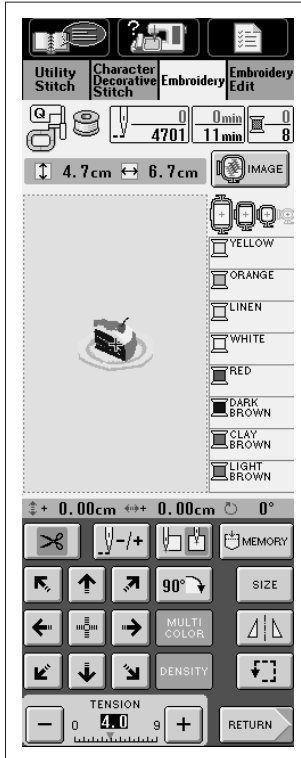 Utility Stitch
Character Decorative Stitch
Embroidery
Embroidery Edit
Q
0
4701
0min
11min
0
8
4.7cm 6.7cm
IMAGE
YELLOW
ORANGE
LINEN
WHITE
RED
DARK BROWN
CLAY BROWN
LIGHT BROWN
+ 0.00cm + 0.00cm 0°
-/+
MEMORY
90°
SIZE
MULTI COLOR
DENSITY
TENSION
− 0 4.0 9 +
RETURN